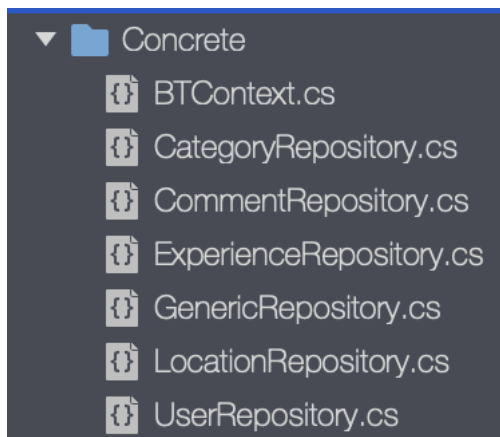 Concrete
BTContext.cs
CategoryRepository.cs
CommentRepository.cs
ExperienceRepository.cs
GenericRepository.cs
LocationRepository.cs
UserRepository.cs